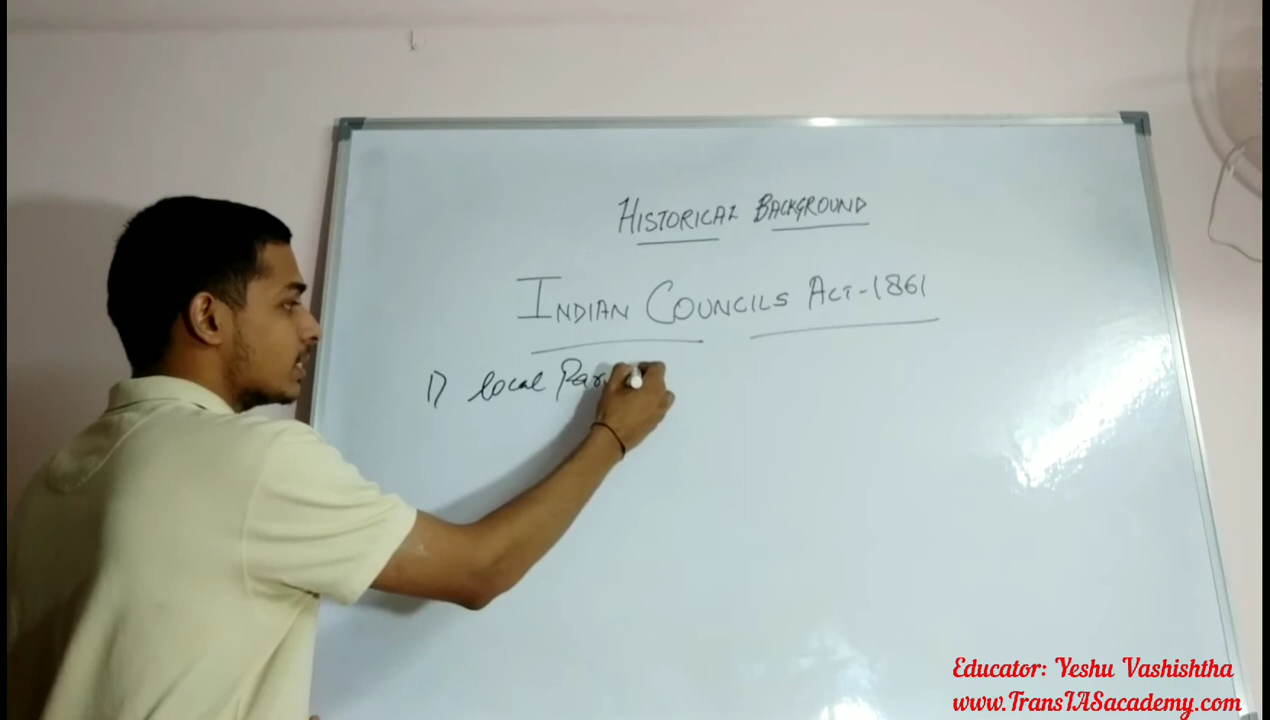 HISTORICAL BACKGROUND
INDIAN COUNCILS ACT-1861
1) local
Educator: Yeshu Vashishtha
www.TransIASacademy.com